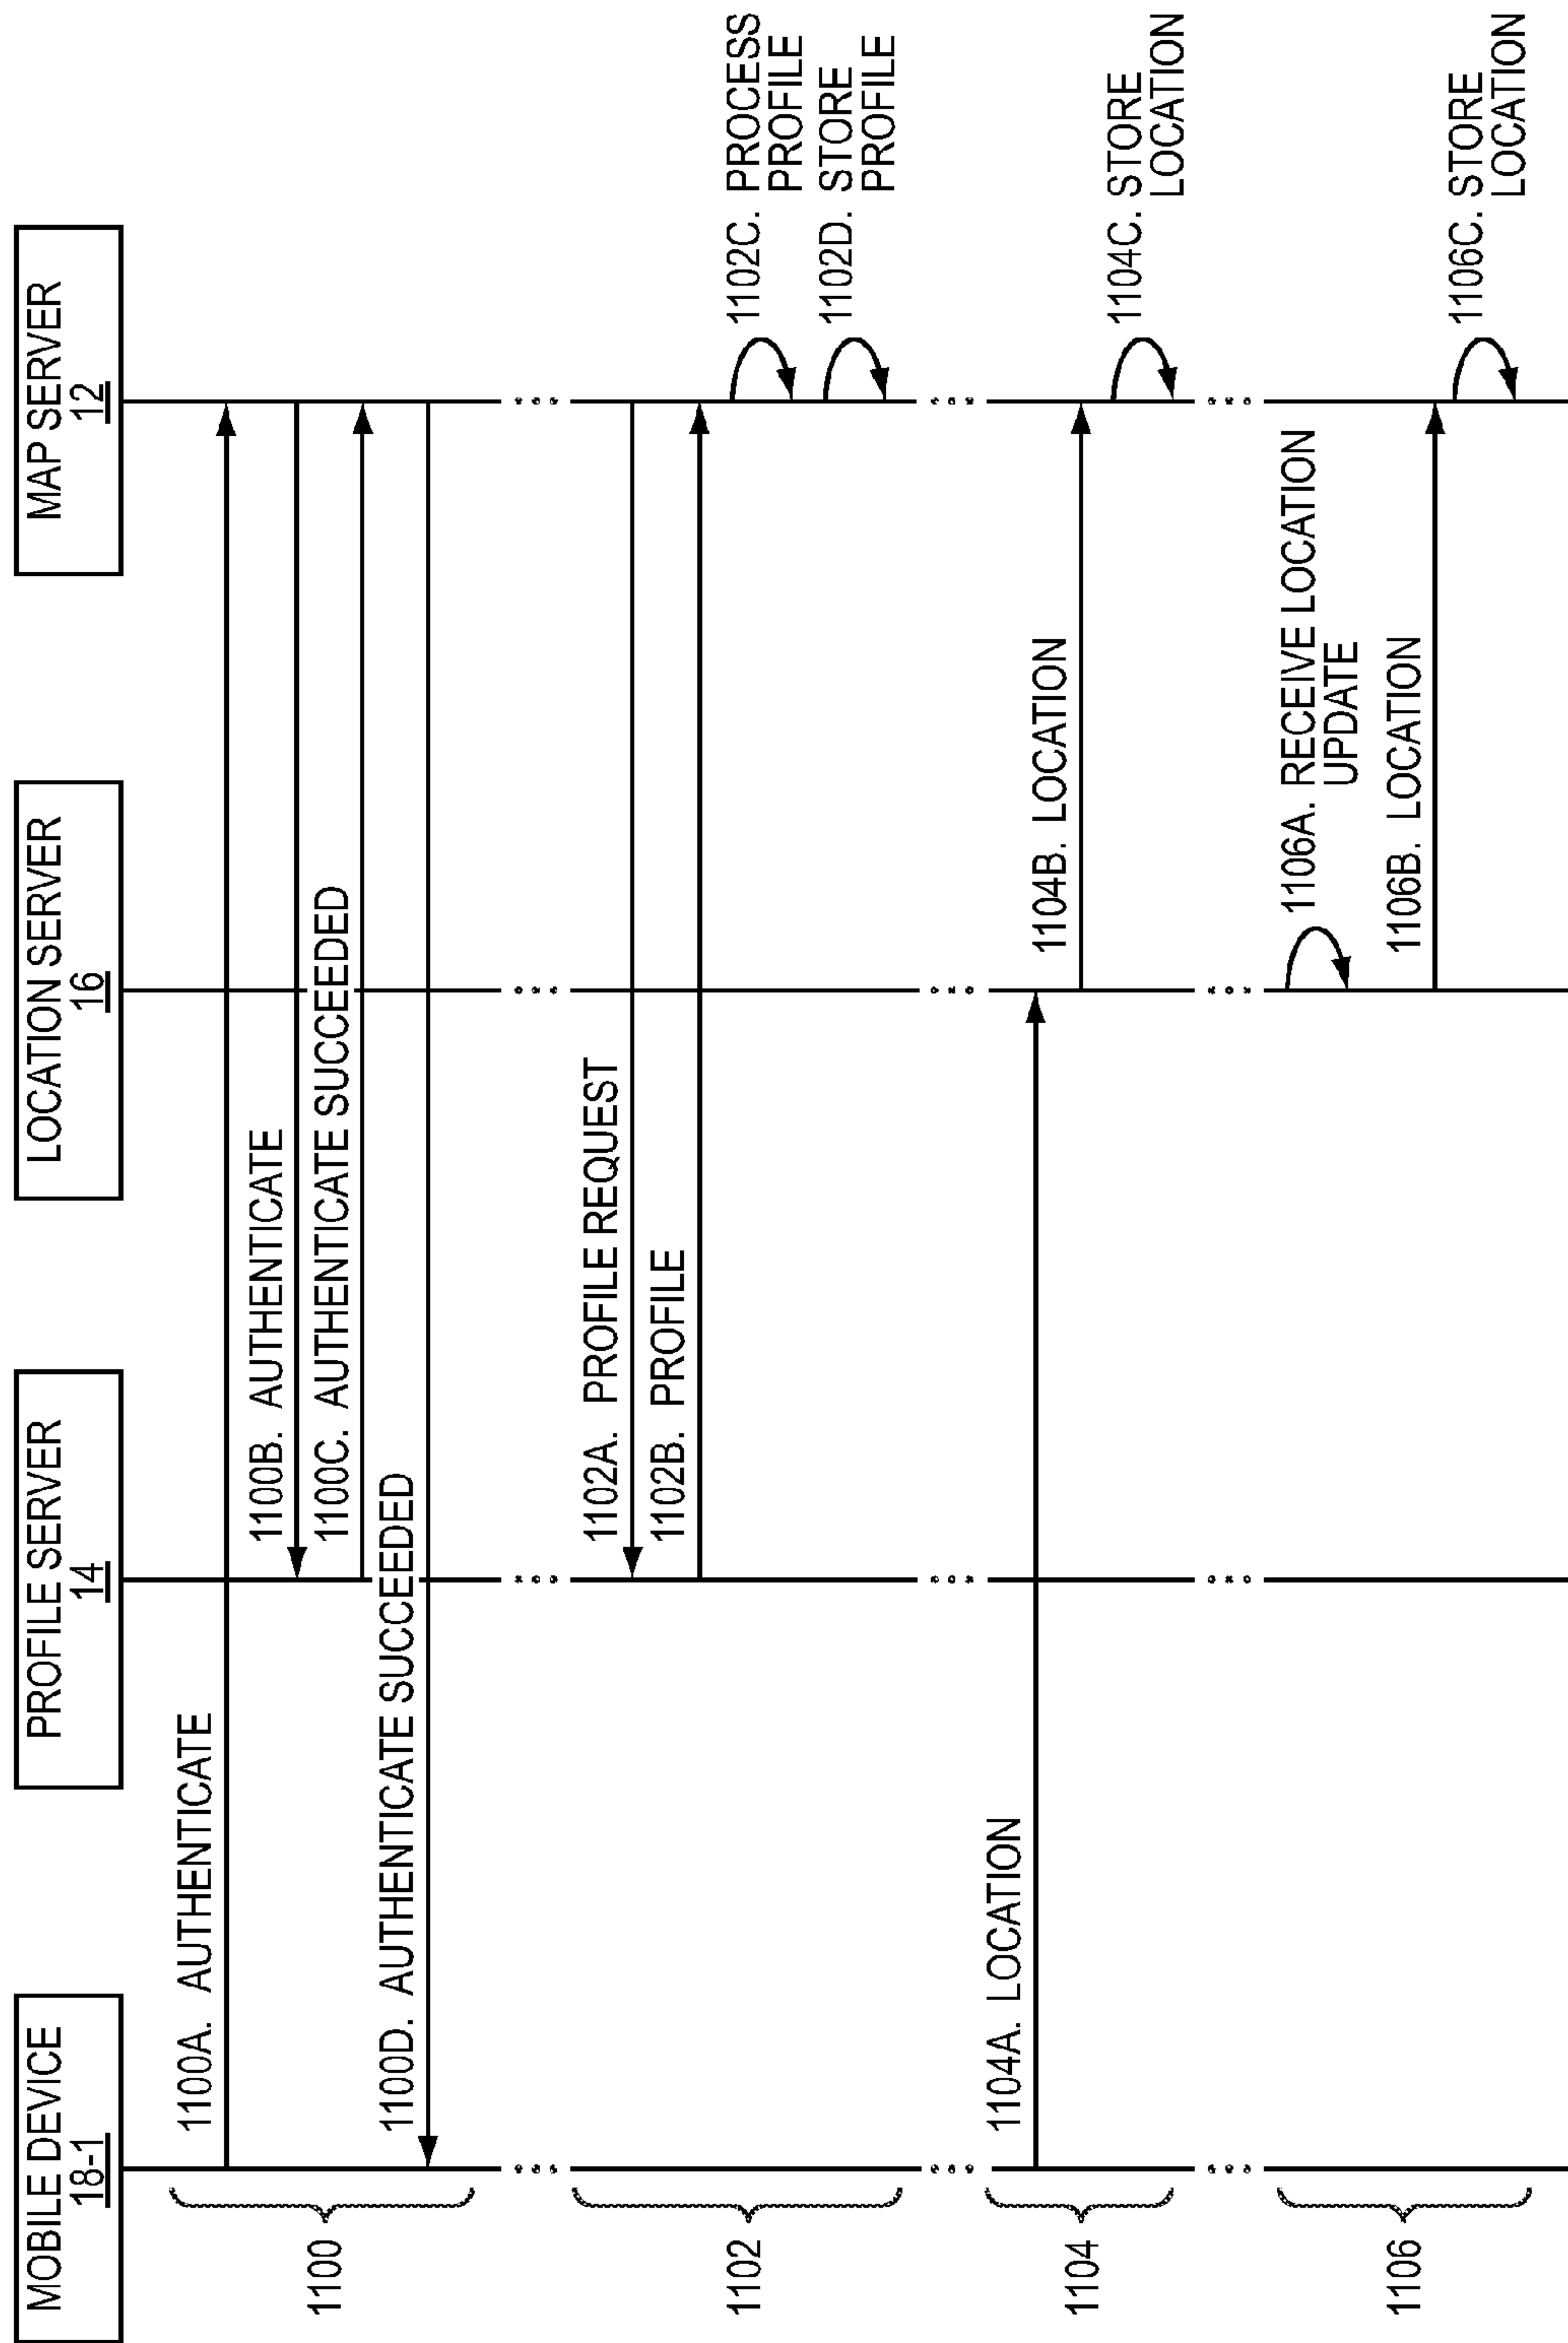 MOBILE DEVICE
18-1
PROFILE SERVER
14
LOCATION SERVER
16
MAP SERVER
12
1100
1100A. AUTHENTICATE
1100B. AUTHENTICATE
1100C. AUTHENTICATE SUCCEEDED
1100D. AUTHENTICATE SUCCEEDED
1102
1102A. PROFILE REQUEST
1102B. PROFILE
1102C. PROCESS
PROFILE
1102D. STORE
PROFILE
1104
1104A. LOCATION
1104B. LOCATION
1104C. STORE
LOCATION
1106
1106A. RECEIVE LOCATION
UPDATE
1106B. LOCATION
1106C. STORE
LOCATION